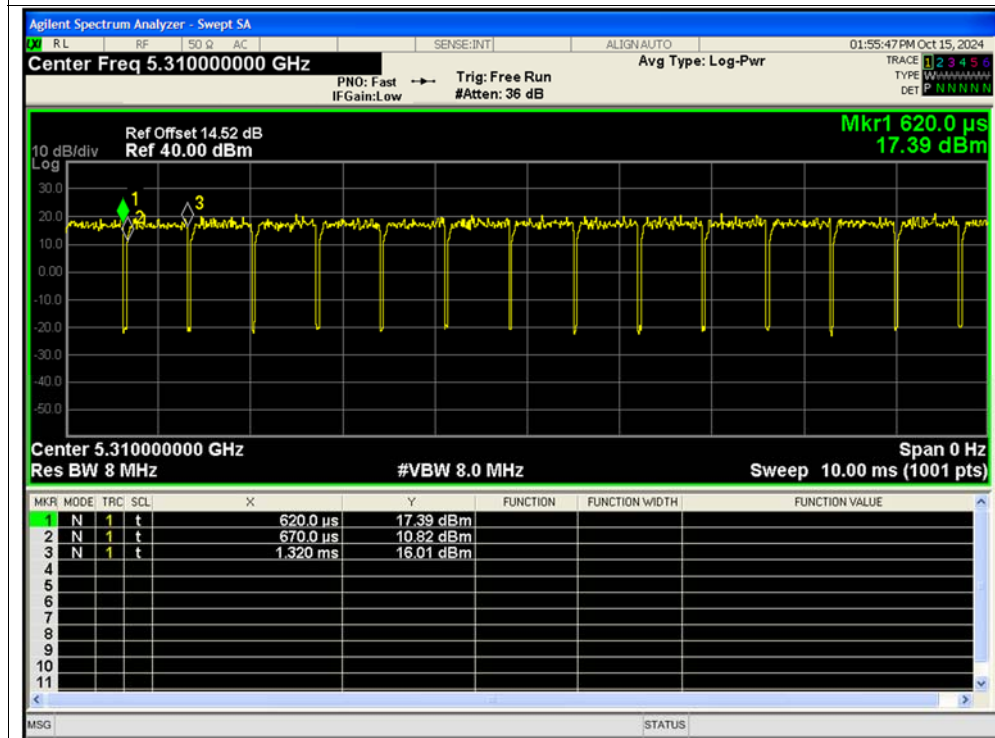 Agilent Spectrum Analyzer - Swept SA
LXI RL RF 50 Ω AC SENSE:INT ALIGN AUTO 01:55:47 PM Oct 15, 2024
Center Freq 5.310000000 GHz
PNO: Fast
IFGain:Low
Trig: Free Run
#Atten: 36 dB
Avg Type: Log-Pwr
TRACE 1 2 3 4 5 6
TYPE W
DET P N N N N N
Mkr1 620.0 µs
17.39 dBm
Ref Offset 14.52 dB
10 dB/div Ref 40.00 dBm
Log
30.0
20.0
10.0
0.00
-10.0
-20.0
-30.0
-40.0
-50.0
1
2
3
Center 5.310000000 GHz Span 0 Hz
Res BW 8 MHz #VBW 8.0 MHz Sweep 10.00 ms (1001 pts)
MKR MODE TRC SCL X Y FUNCTION FUNCTION WIDTH FUNCTION VALUE
1 N 1 t 620.0 µs 17.39 dBm
2 N 1 t 670.0 µs 10.82 dBm
3 N 1 t 1.320 ms 16.01 dBm
4
5
6
7
8
9
10
11
MSG STATUS